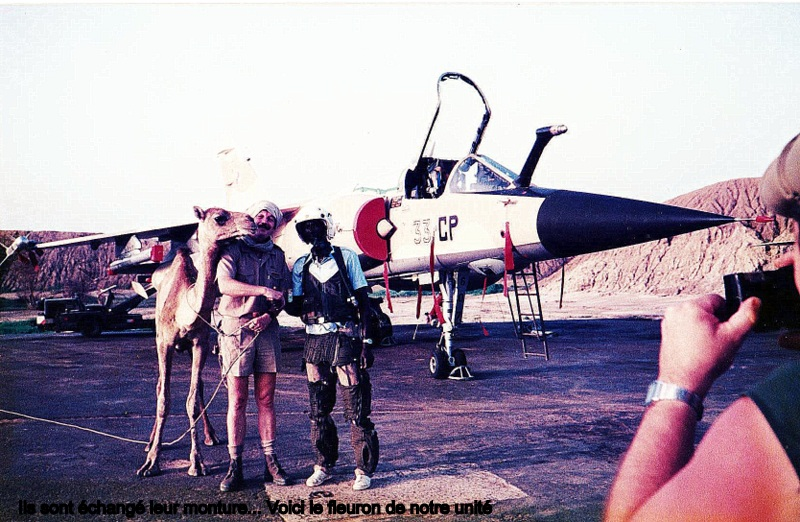 33-CP
Ils sont échangé leur monture... Voici le fleuron de notre unité